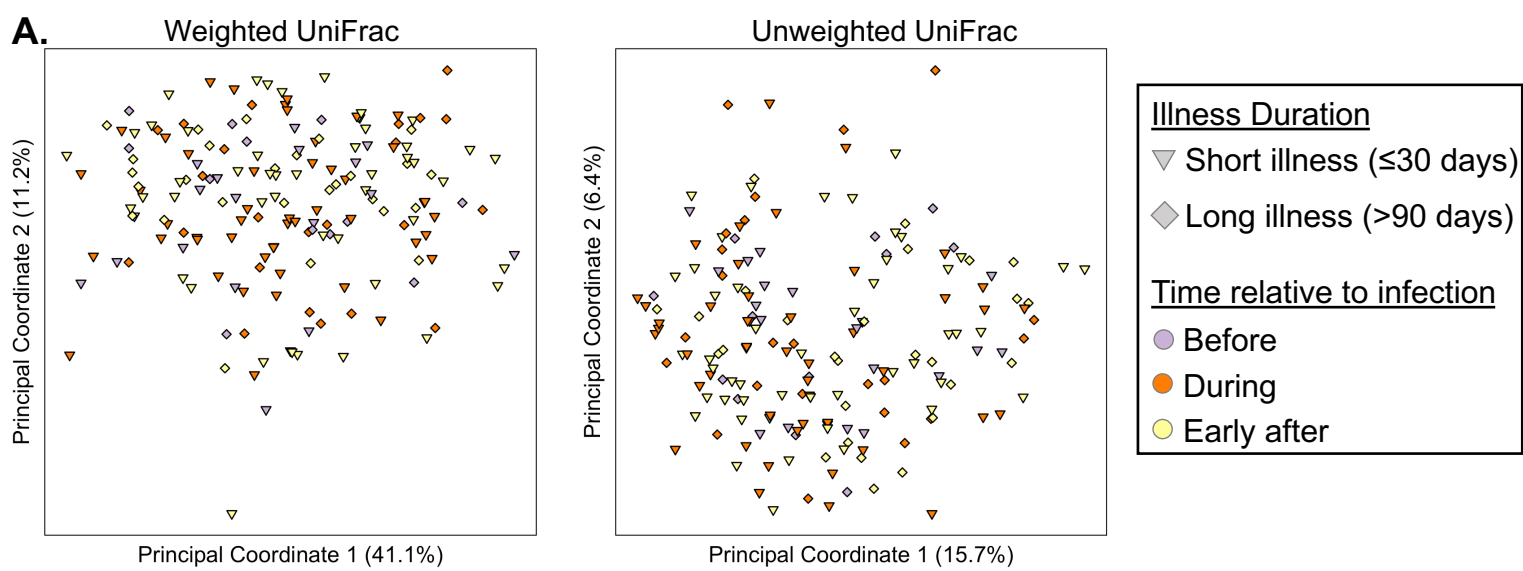 A.
Weighted UniFrac
Principal Coordinate 2 (11.2%)
Principal Coordinate 1 (41.1%)
Unweighted UniFrac
Principal Coordinate 2 (6.4%)
Principal Coordinate 1 (15.7%)
Illness Duration
Short illness (≤30 days)
Long illness (>90 days)
Time relative to infection
Before
During
Early after